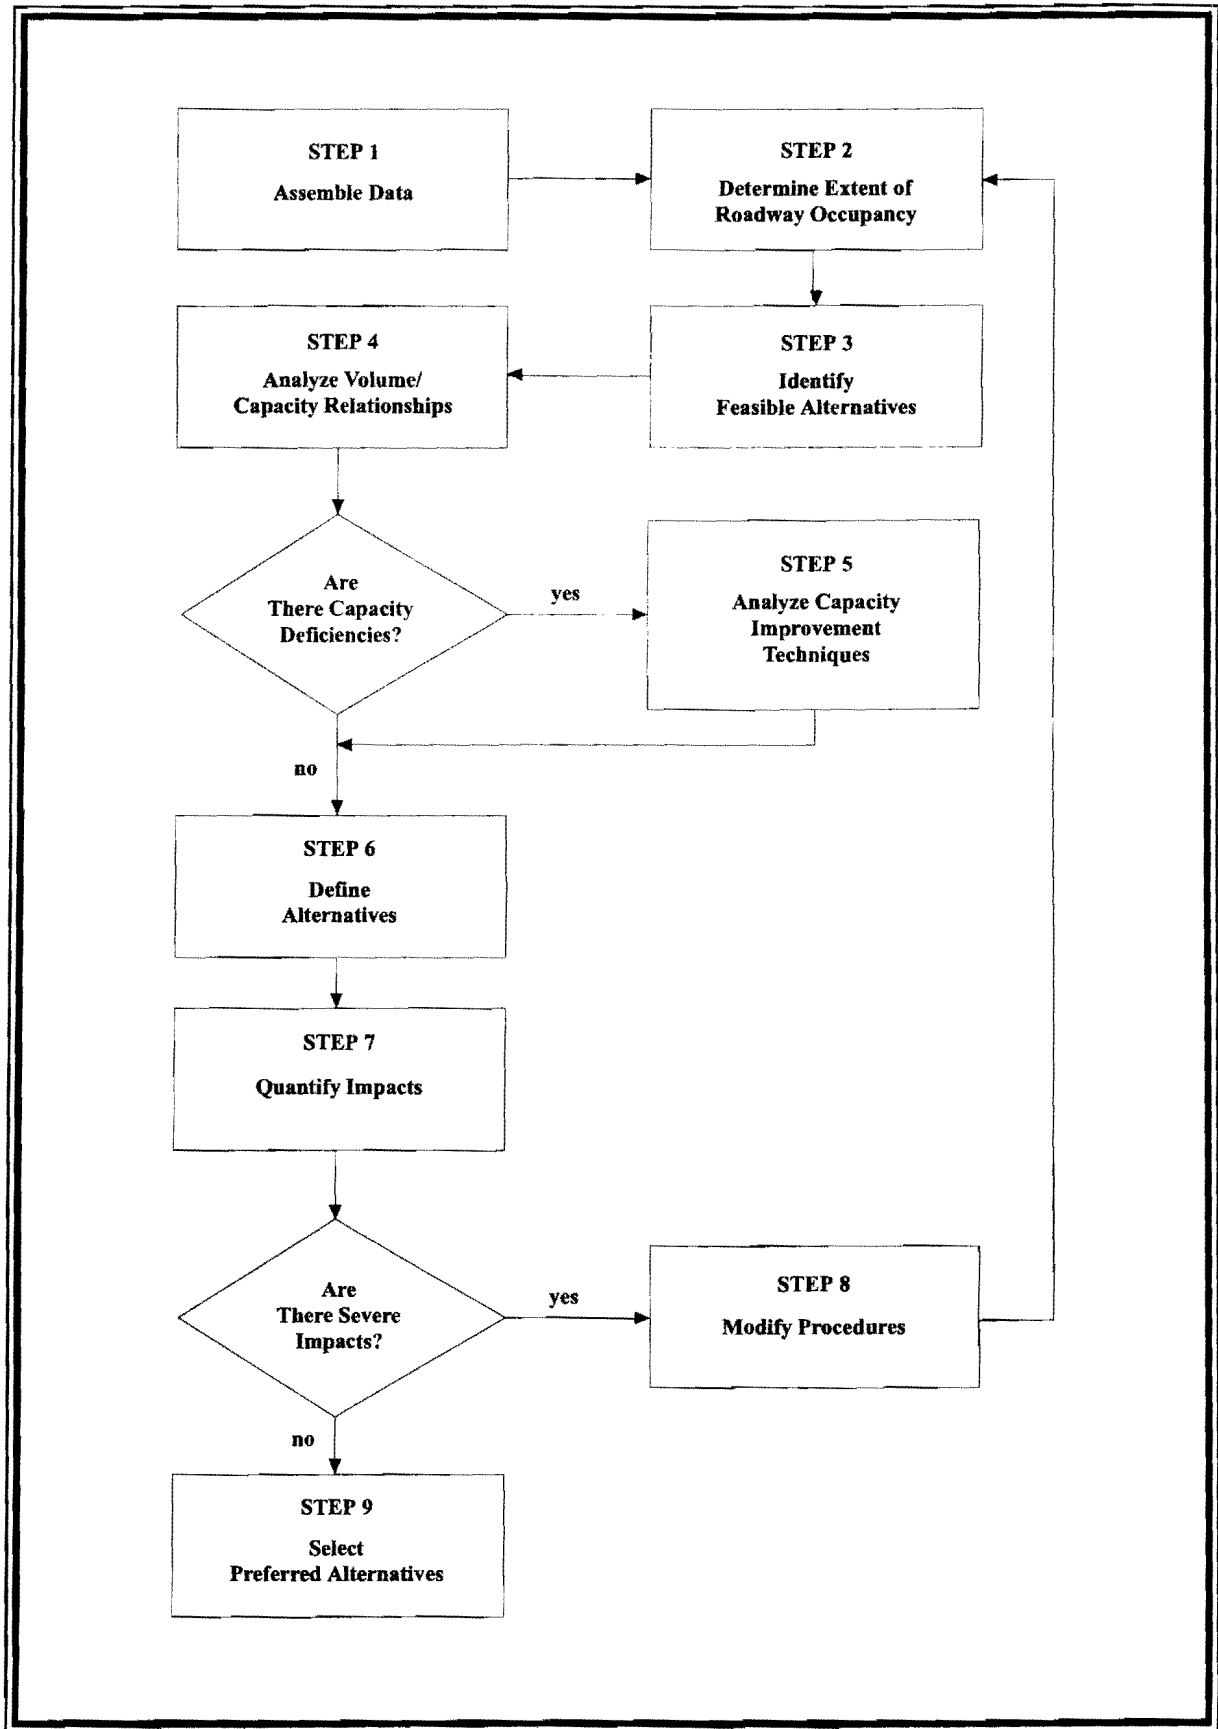 STEP 1
Assemble Data
STEP 2
Determine Extent of
Roadway Occupancy
STEP 3
Identify
Feasible Alternatives
STEP 4
Analyze Volume/
Capacity Relationships
Are
There Capacity
Deficiencies?
yes
STEP 5
Analyze Capacity
Improvement
Techniques
no
STEP 6
Define
Alternatives
STEP 7
Quantify Impacts
Are
There Severe
Impacts?
yes
STEP 8
Modify Procedures
no
STEP 9
Select
Preferred Alternatives